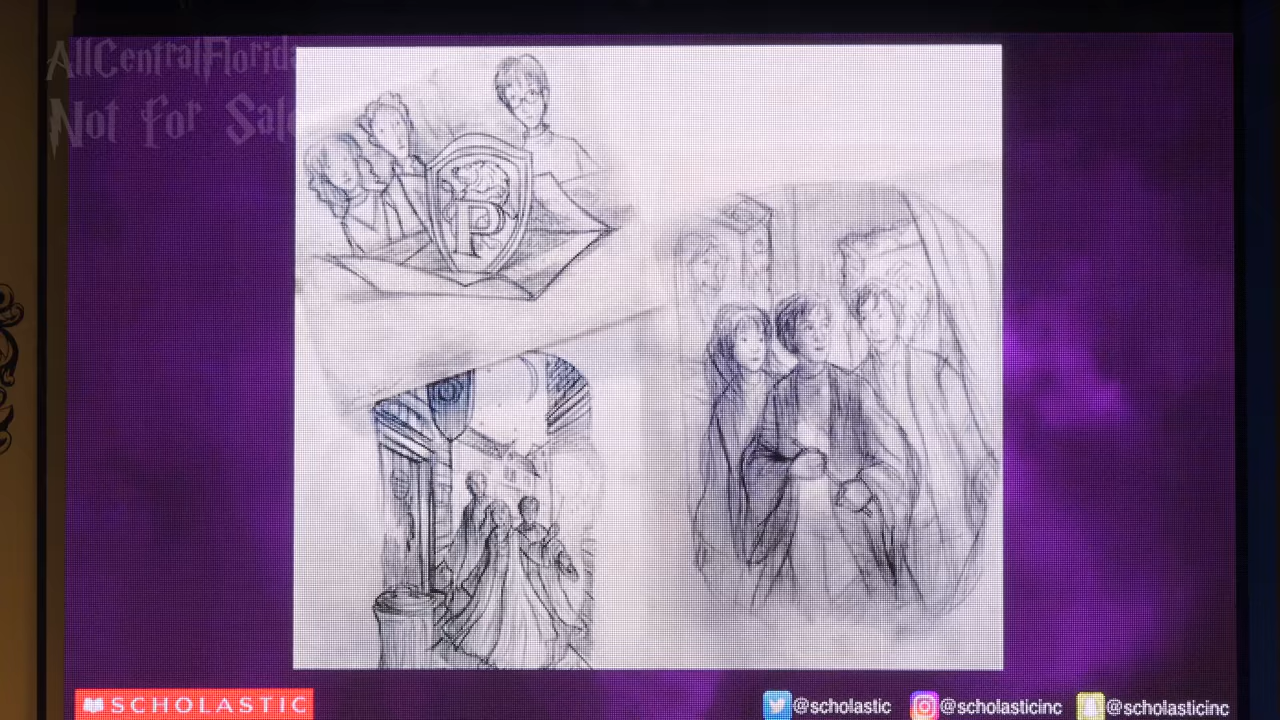 AllCentralFlorida
Not for Sale
P
SCHOLASTIC
@scholastic
@scholasticinc
@scholasticinc